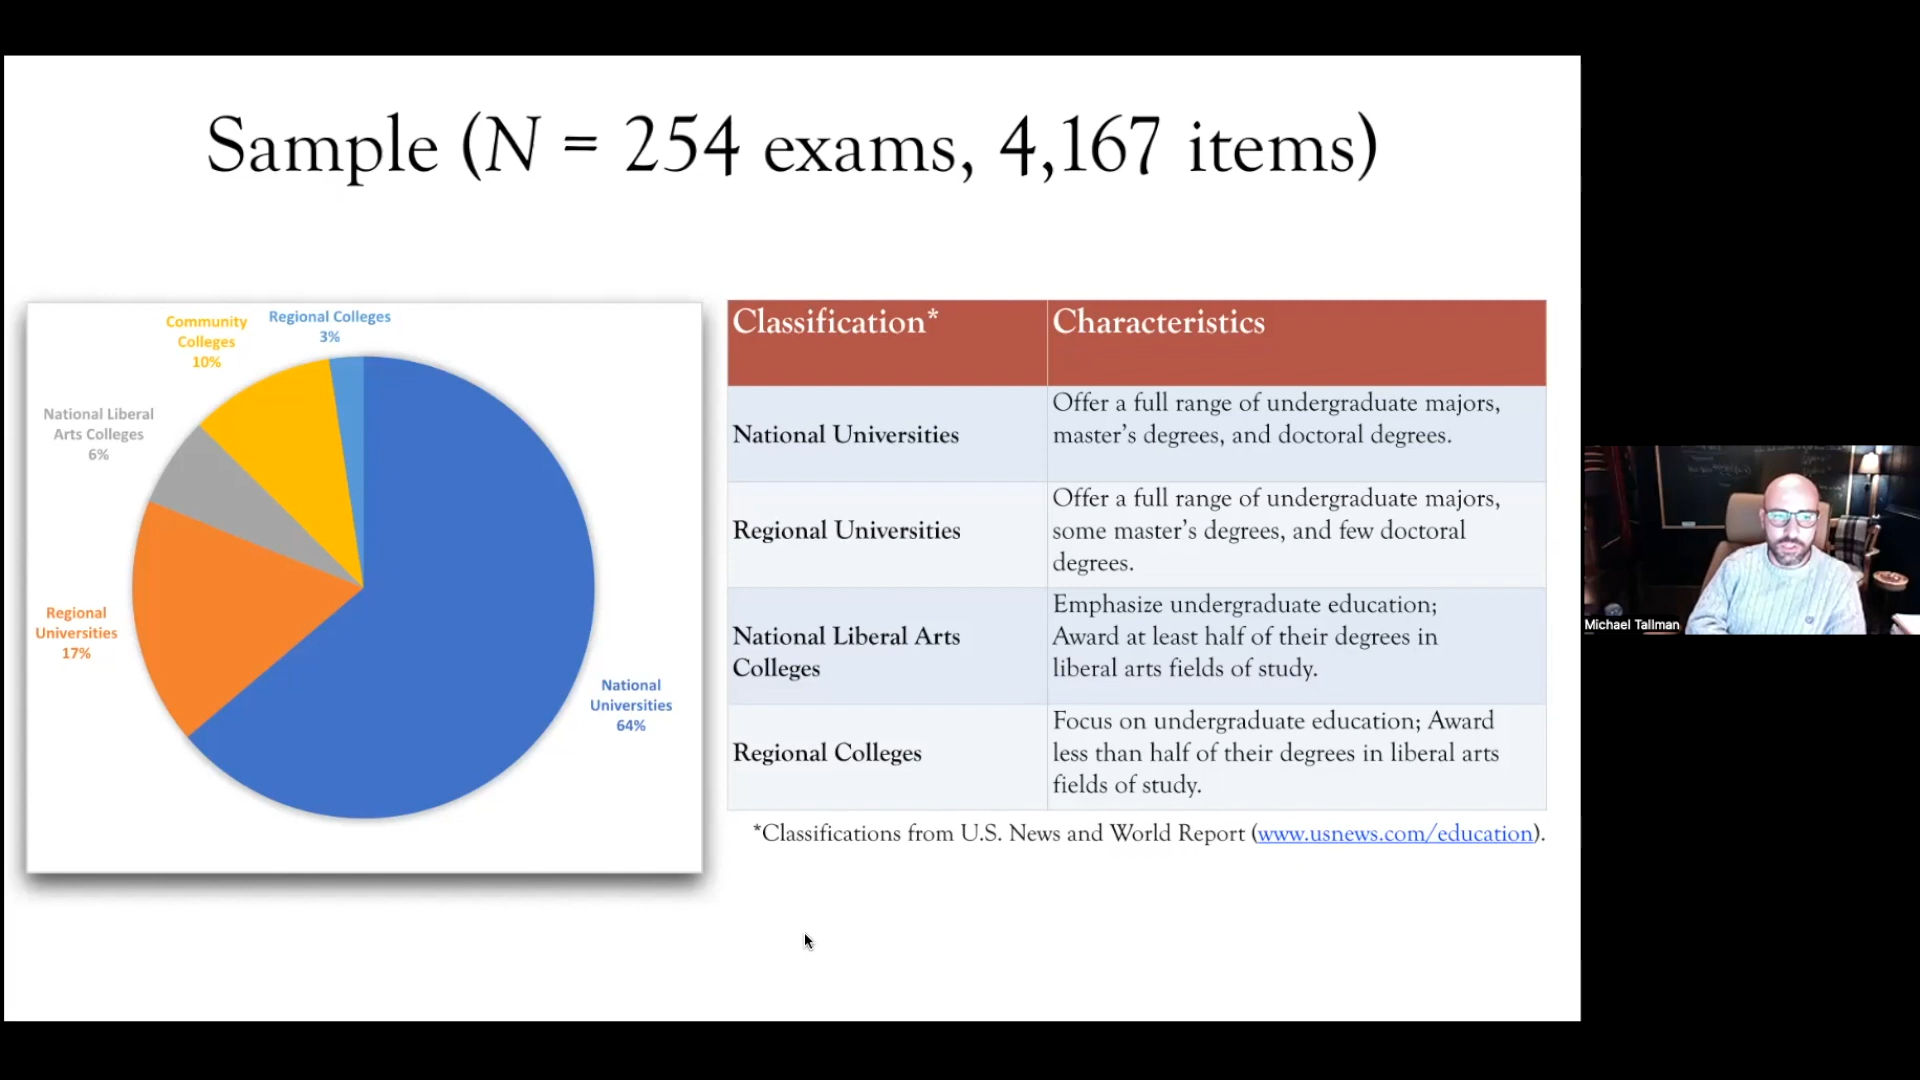 Sample (N = 254 exams, 4,167 items)
Community
Colleges
10%
Regional Colleges
3%
National Liberal
Arts Colleges
6%
Regional
Universities
17%
National
Universities
64%
Classification*
Characteristics
National Universities
Offer a full range of undergraduate majors,
master's degrees, and doctoral degrees.
Regional Universities
Offer a full range of undergraduate majors,
some master's degrees, and few doctoral
degrees.
National Liberal Arts
Colleges
Emphasize undergraduate education;
Award at least half of their degrees in
liberal arts fields of study.
Regional Colleges
Focus on undergraduate education; Award
less than half of their degrees in liberal arts
fields of study.
*Classifications from U.S. News and World Report (www.usnews.com/education).
Michael Tallman